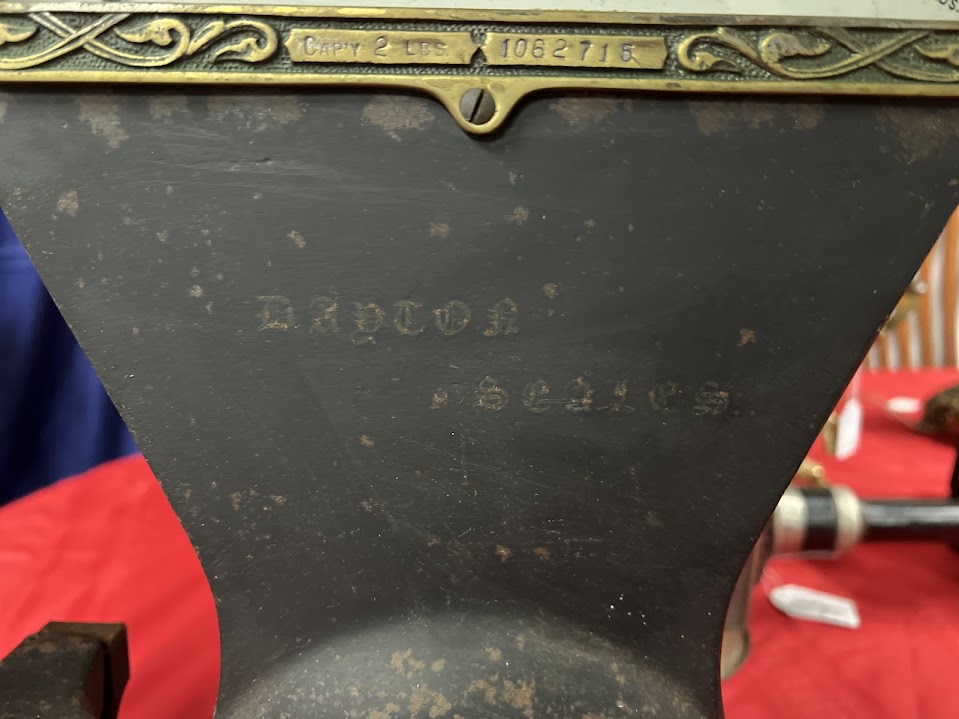 CAP'Y 2 LBS. 1062715
DAYTON
SCALES